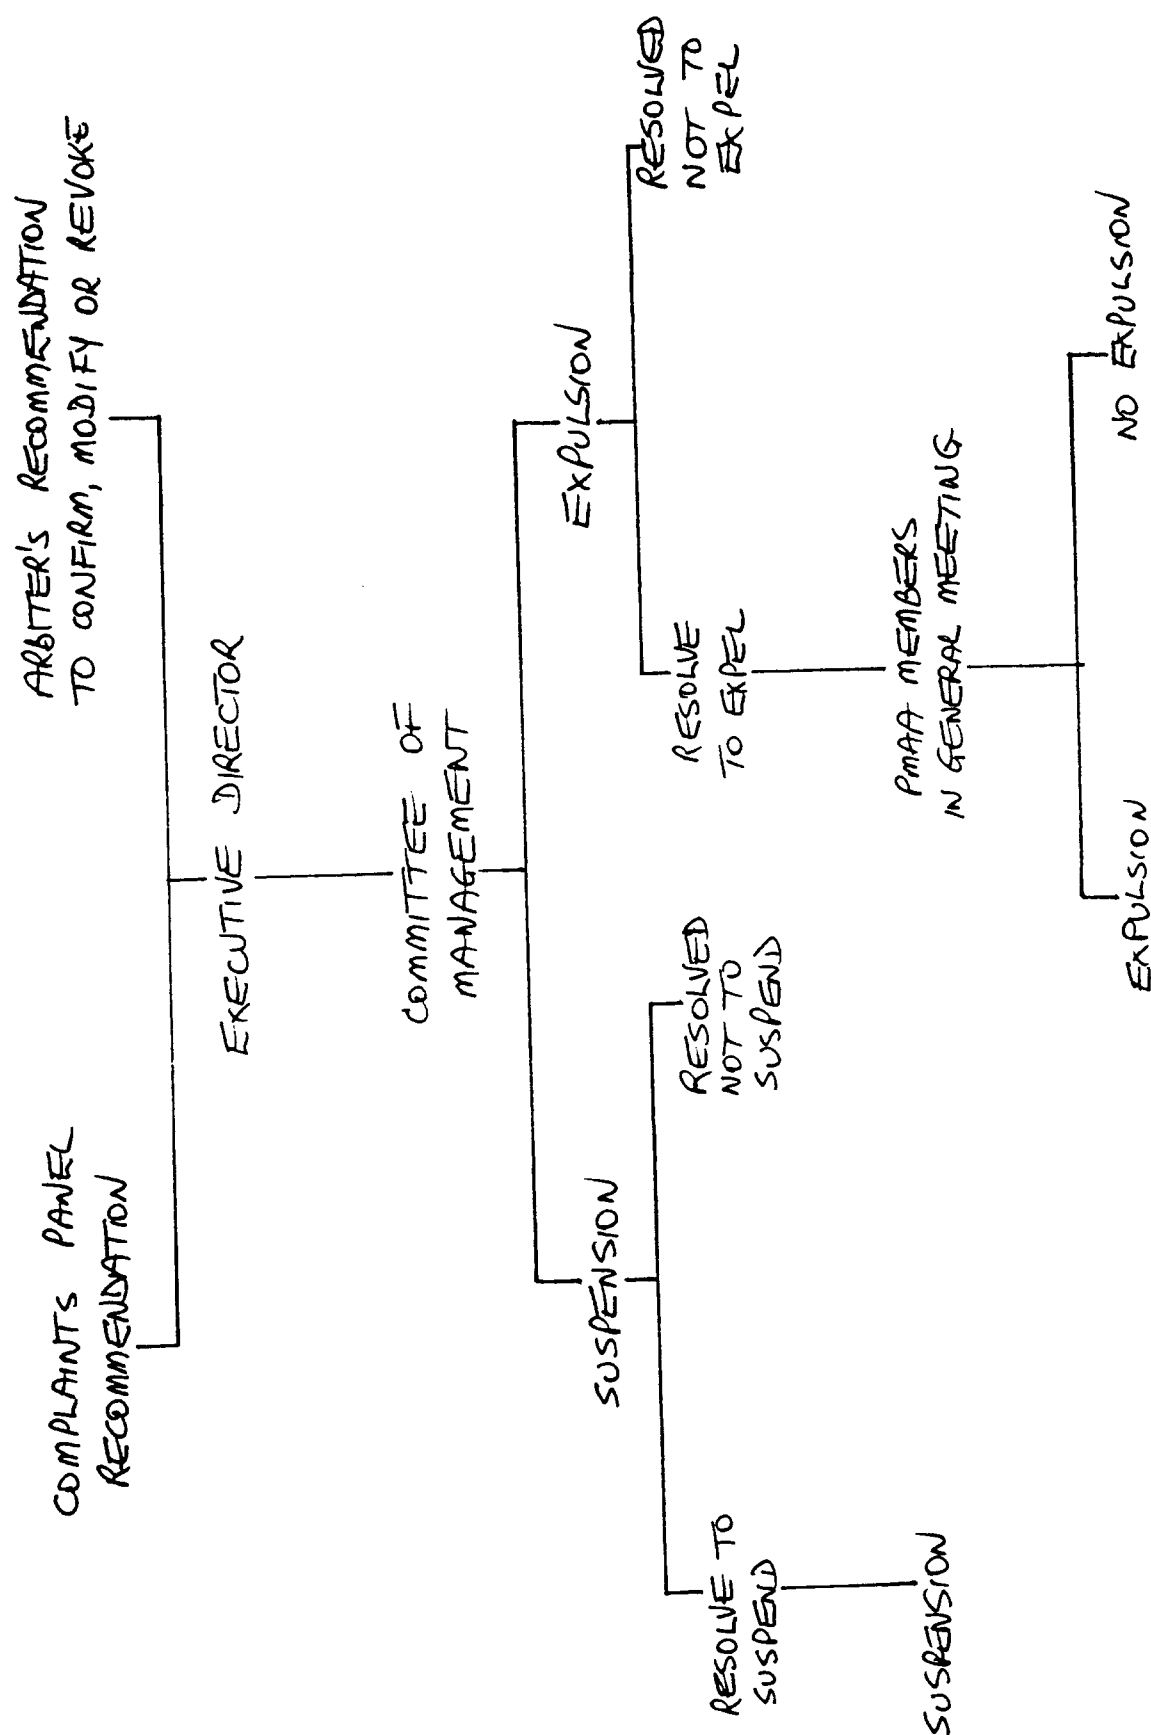 COMPLAINTS PANEL
RECOMMENDATION
ARBITER'S RECOMMENDATION
TO CONFIRM, MODIFY OR REVOKE
EXECUTIVE DIRECTOR
COMMITTEE OF
MANAGEMENT
SUSPENSION
EXPULSION
RESOLVE TO
SUSPEND
RESOLVED
NOT TO
SUSPEND
RESOLVE
TO EXPEL
RESOLVED
NOT TO
EXPEL
SUSPENSION
PMAA MEMBERS
IN GENERAL MEETING
EXPULSION
NO EXPULSION